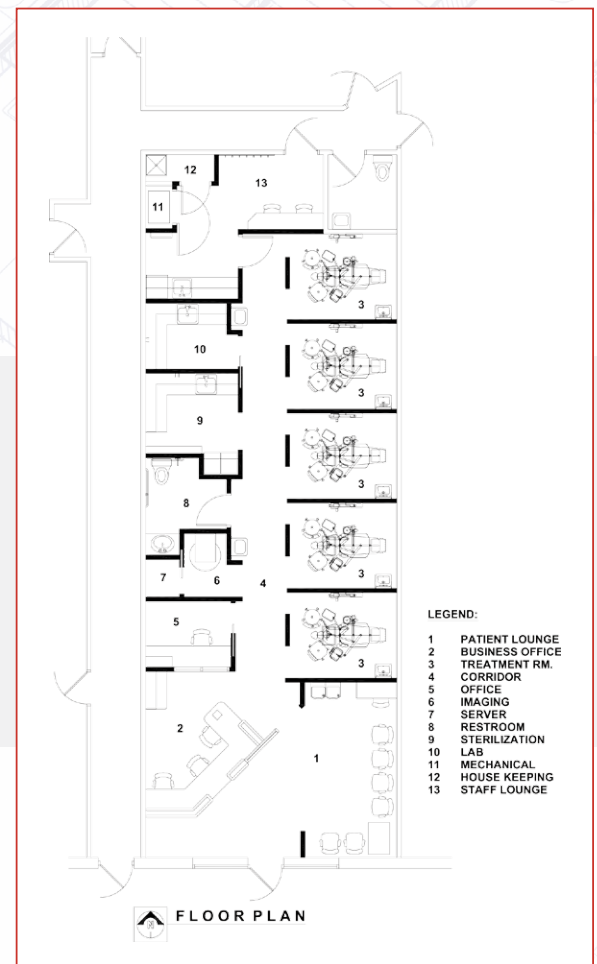 12
13
11
3
10
3
9
3
8
3
7
6
4
5
3
2
1
LEGEND:
1 PATIENT LOUNGE
2 BUSINESS OFFICE
3 TREATMENT RM.
4 CORRIDOR
5 OFFICE
6 IMAGING
7 SERVER
8 RESTROOM
9 STERILIZATION
10 LAB
11 MECHANICAL
12 HOUSE KEEPING
13 STAFF LOUNGE
N
FLOOR PLAN